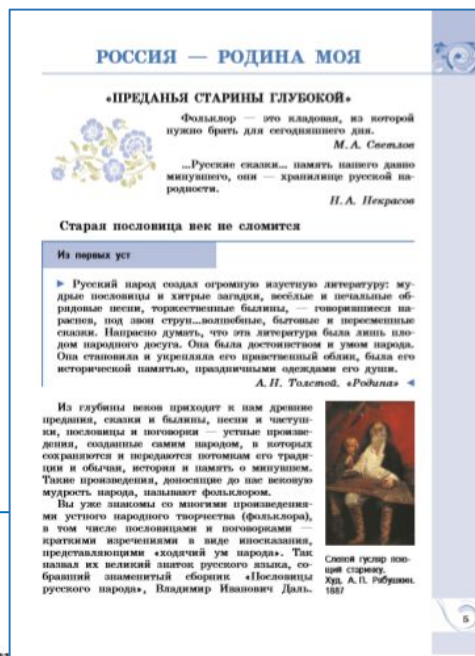 РОССИЯ — РОДИНА МОЯ
«ПРЕДАНЬЯ СТАРИНЫ ГЛУБОКОЙ»
Фольклор — это кладовая, из которой
нужно брать для сегодняшнего дня.
М. А. Светлов
...Русские сказки... память нашего давно
минувшего, они — хранилище русской на-
родности.
Н. А. Некрасов
Старая пословица век не сломится
Из первых уст
Русский народ создал огромную изустную литературу: му-
дрые пословицы и хитрые загадки, весёлые и печальные об-
рядовые песни, торжественные былины, — говорившиеся на-
распев, под звон струн...волшебные, бытовые и пересменные
сказки. Напрасно думать, что эта литература была лишь пло-
дом народного досуга. Она была достоинством и умом народа.
Она становила и укрепляла его нравственный облик, была его
исторической памятью, праздничными одеждами его души.
А. Н. Толстой. «Родина»
Из глубины веков приходят к нам древние
предания, сказки и былины, песни и частуш-
ки, пословицы и поговорки — устные произве-
дения, созданные самим народом, в которых
сохраняются и передаются потомкам его тради-
ции и обычаи, история и память о минувшем.
Такие произведения, доносящие до нас вековую
мудрость народа, называют фольклором.
Вы уже знакомы со многими произведения-
ми устного народного творчества (фольклора),
в том числе пословицами и поговорками —
краткими изречениями в виде иносказания,
представляющими «ходячий ум народа». Так
назвал их великий знаток русского языка, со-
бравший знаменитый сборник «Пословицы
русского народа», Владимир Иванович Даль.
Слепой гусляр пою-
щий старинку.
Худ. А. П. Рябушкин.
1887
5